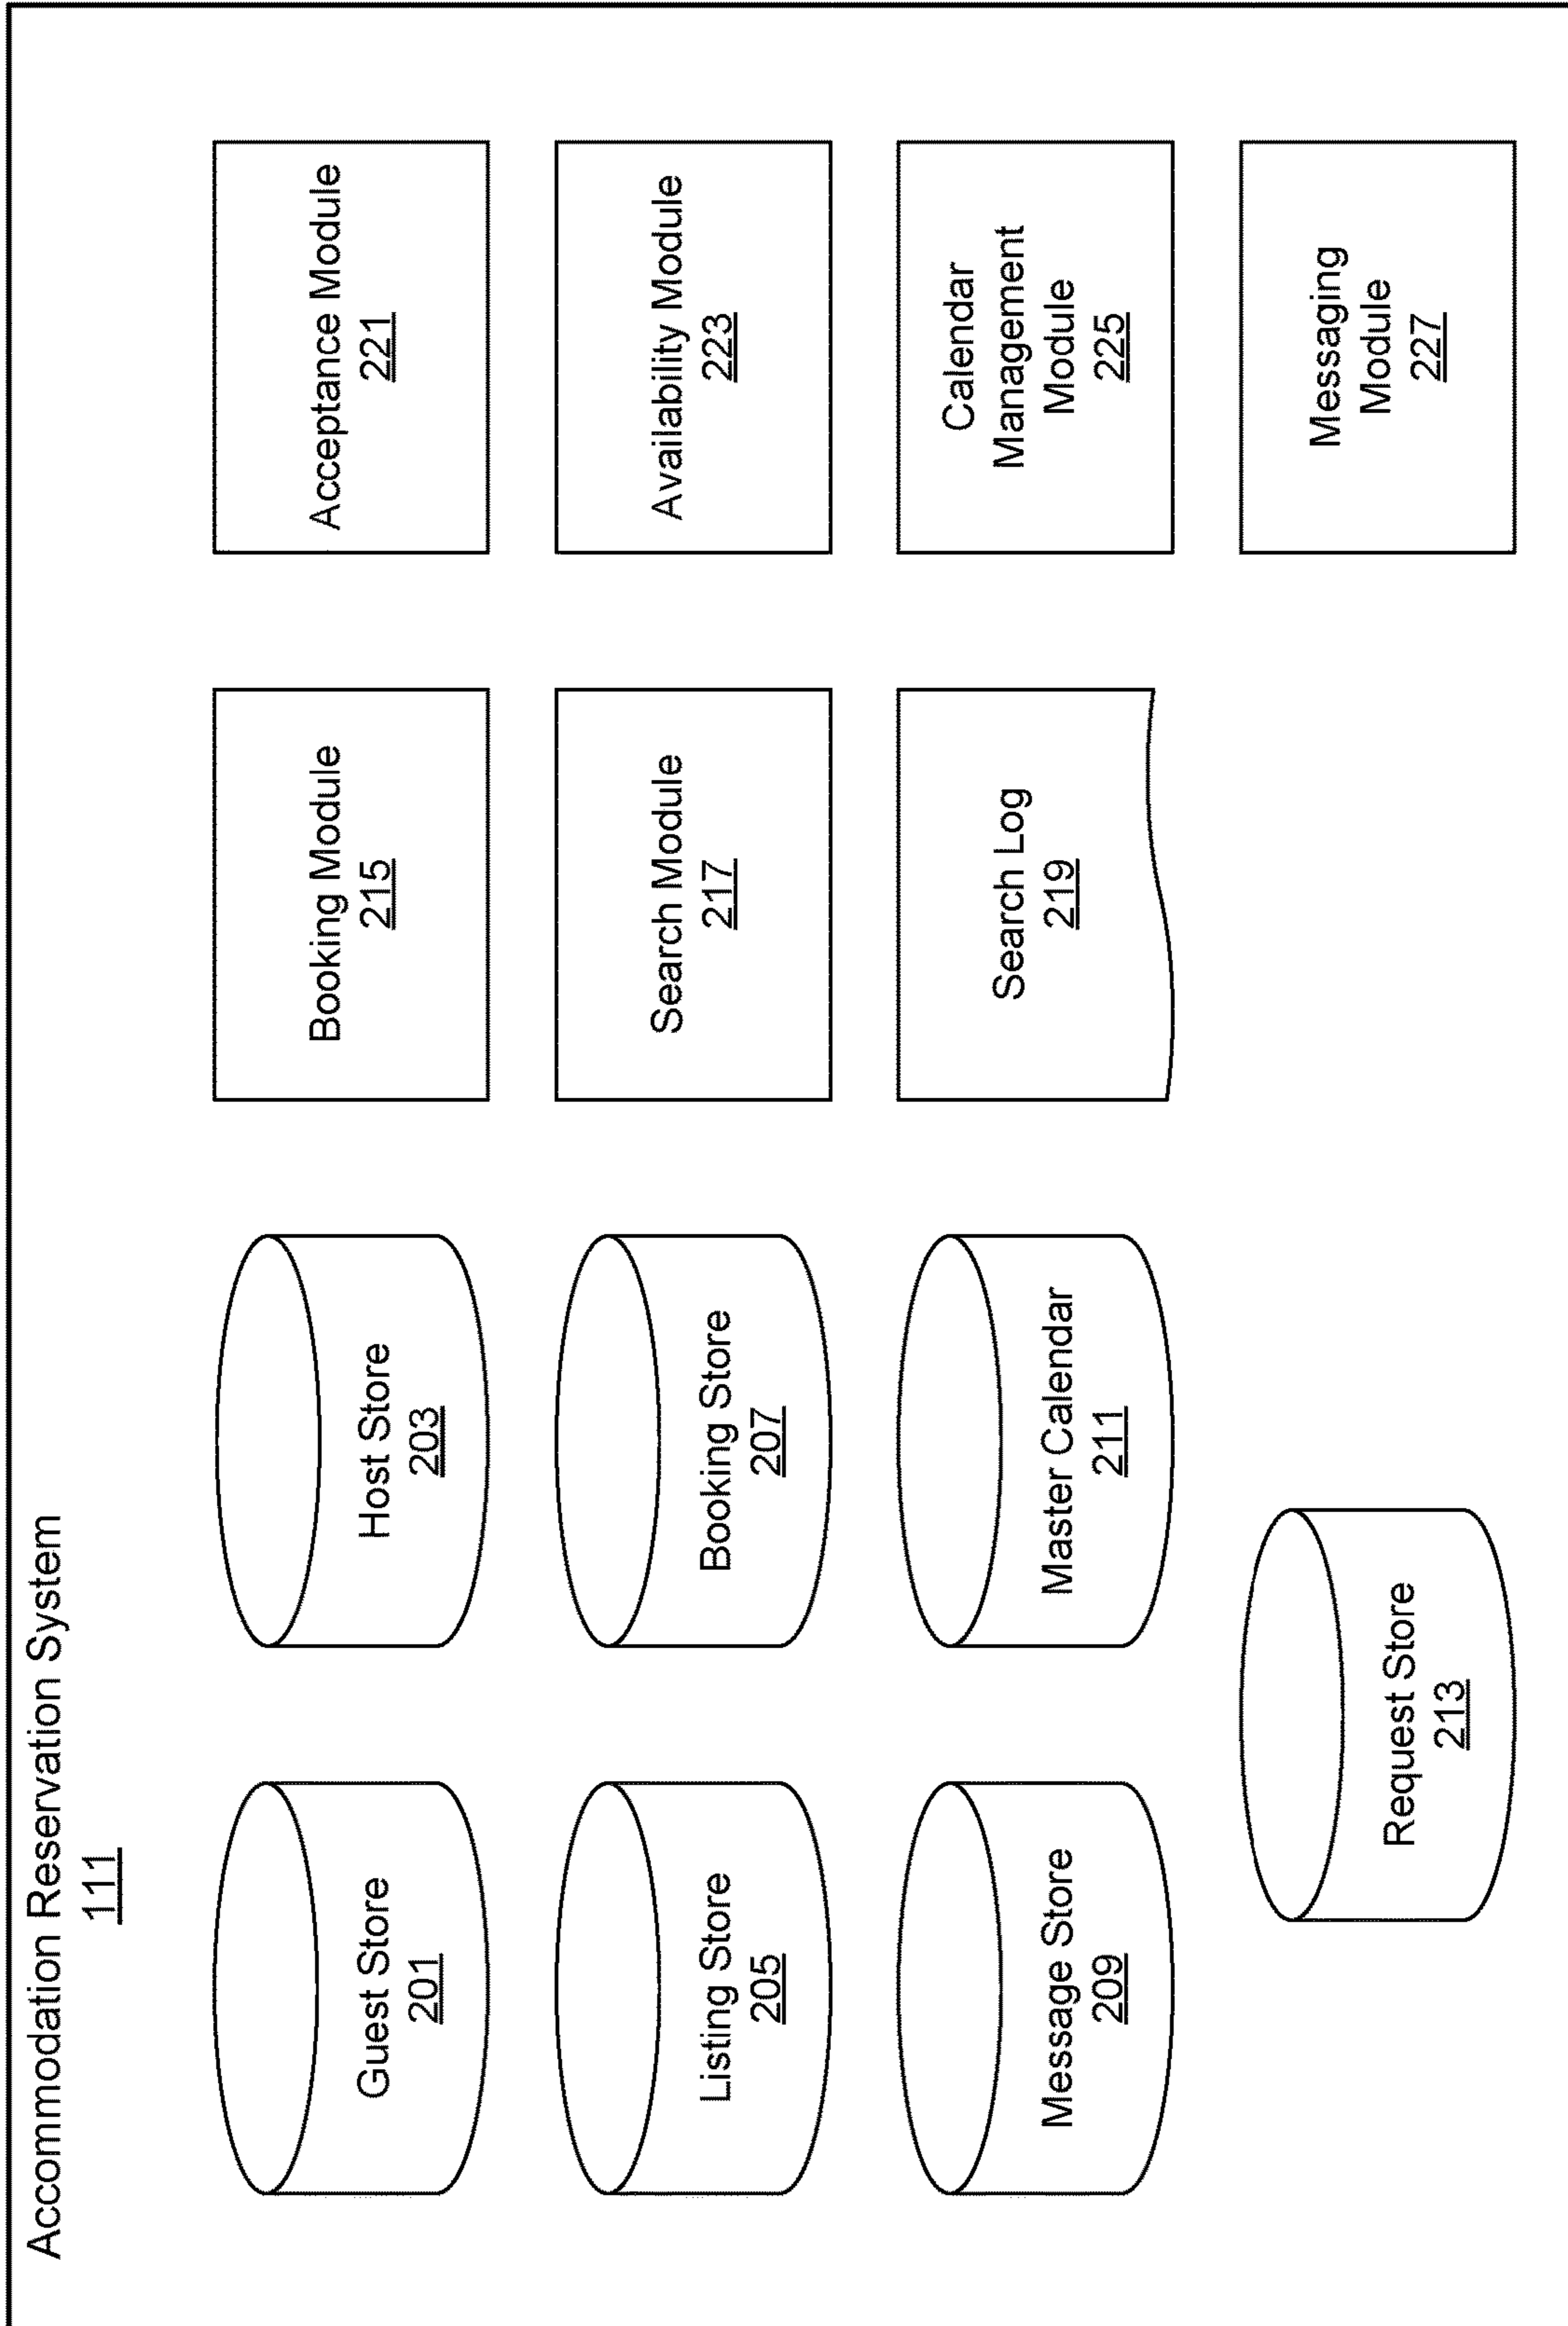 Accommodation Reservation System
111
Guest Store
201
Host Store
203
Booking Module
215
Acceptance Module
221
Listing Store
205
Booking Store
207
Search Module
217
Availability Module
223
Message Store
209
Master Calendar
211
Search Log
219
Calendar
Management
Module
225
Request Store
213
Messaging
Module
227